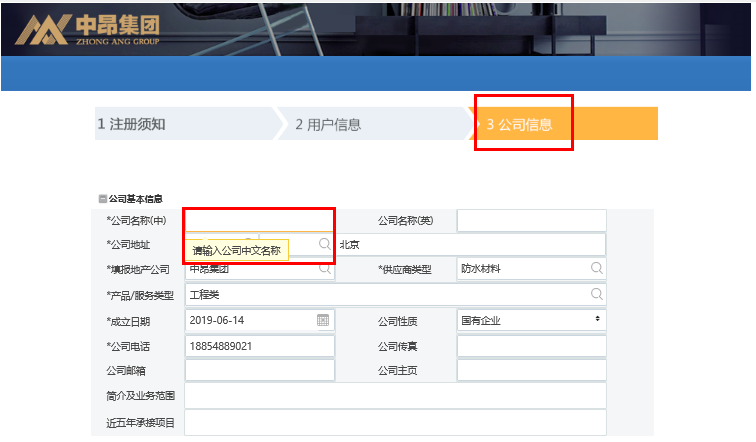 中昂集团
ZHONG ANG GROUP
1 注册须知
2 用户信息
3 公司信息
公司基本信息
*公司名称(中)
公司名称(英)
*公司地址
北京
请输入公司中文名称
*填报地产公司
中昂集团
*供应商类型
防水材料
*产品/服务类型
工程类
*成立日期
2019-06-14
公司性质
国有企业
*公司电话
18854889021
公司传真
公司邮箱
公司主页
简介及业务范围
近五年承接项目